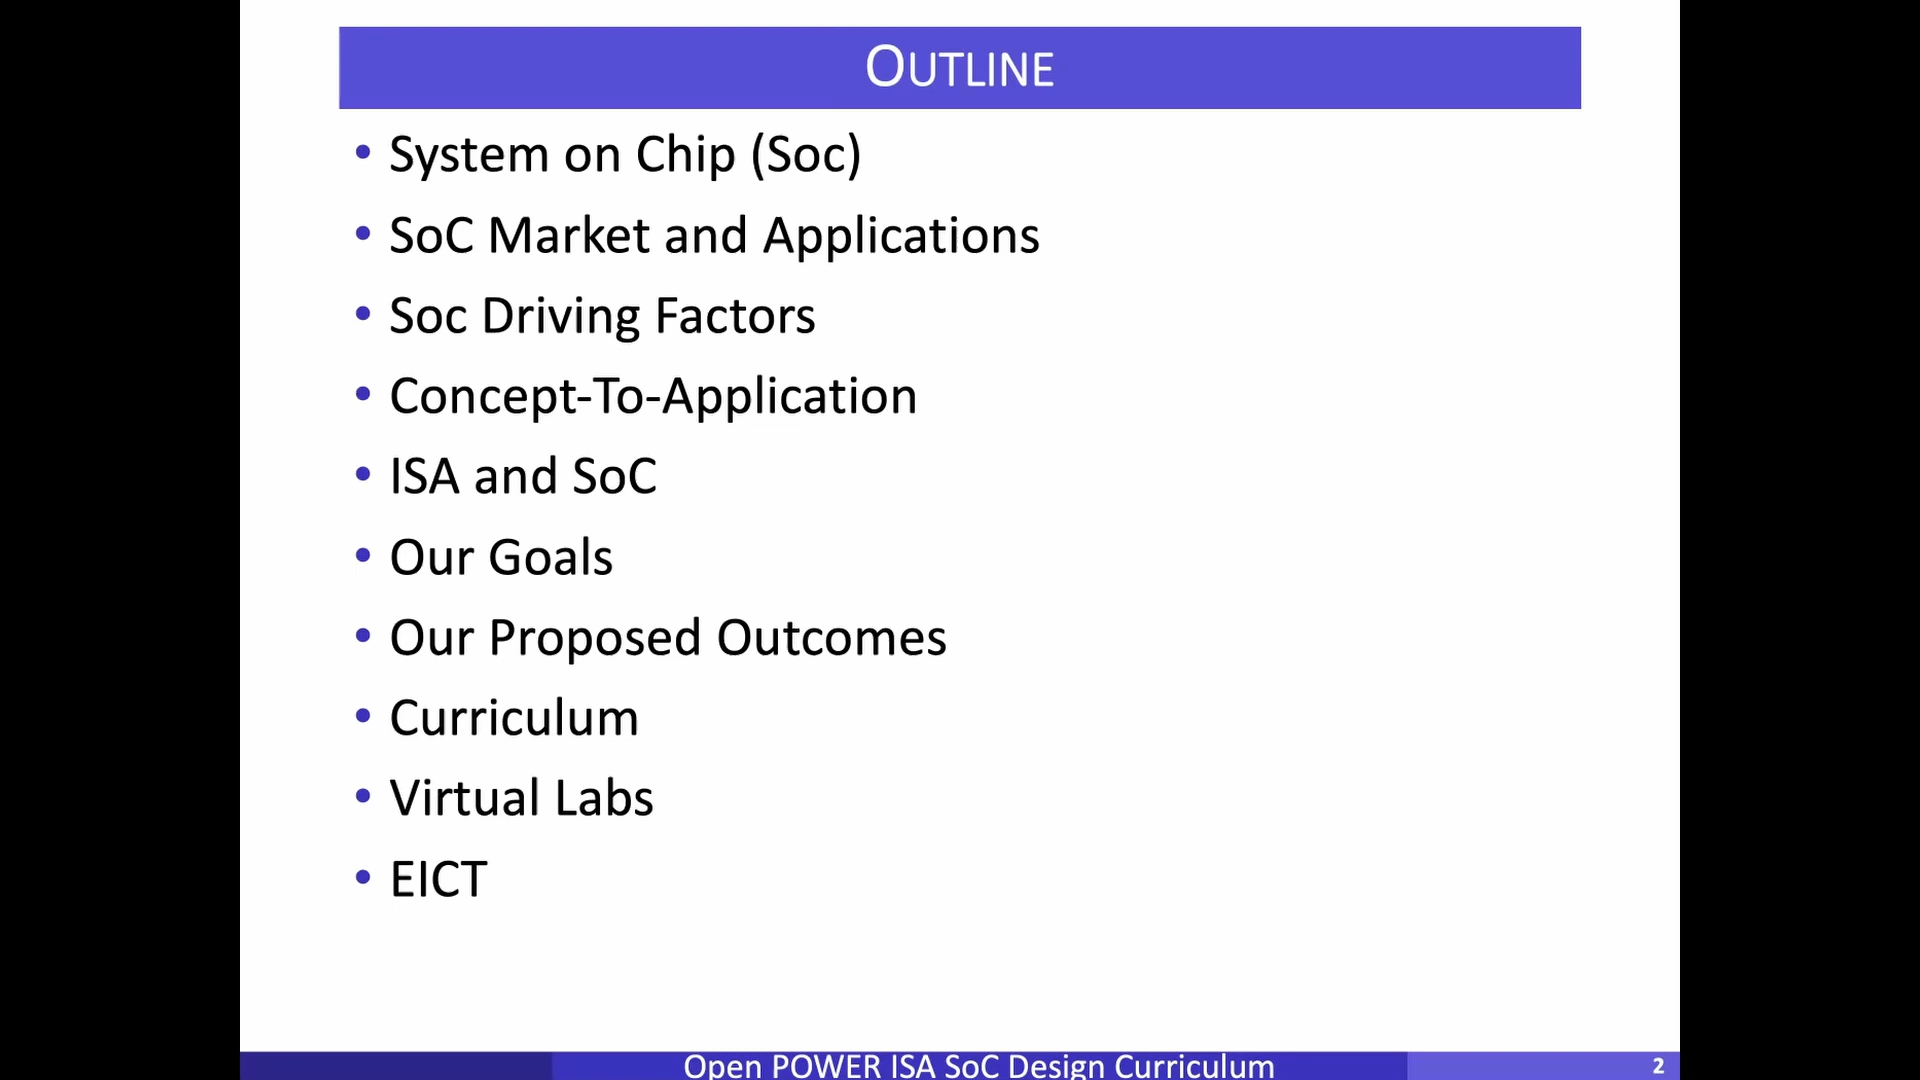 OUTLINE
• System on Chip (Soc)
• SoC Market and Applications
• Soc Driving Factors
• Concept-To-Application
• ISA and SoC
• Our Goals
• Our Proposed Outcomes
• Curriculum
• Virtual Labs
• EICT
Open POWER ISA SoC Design Curriculum
2